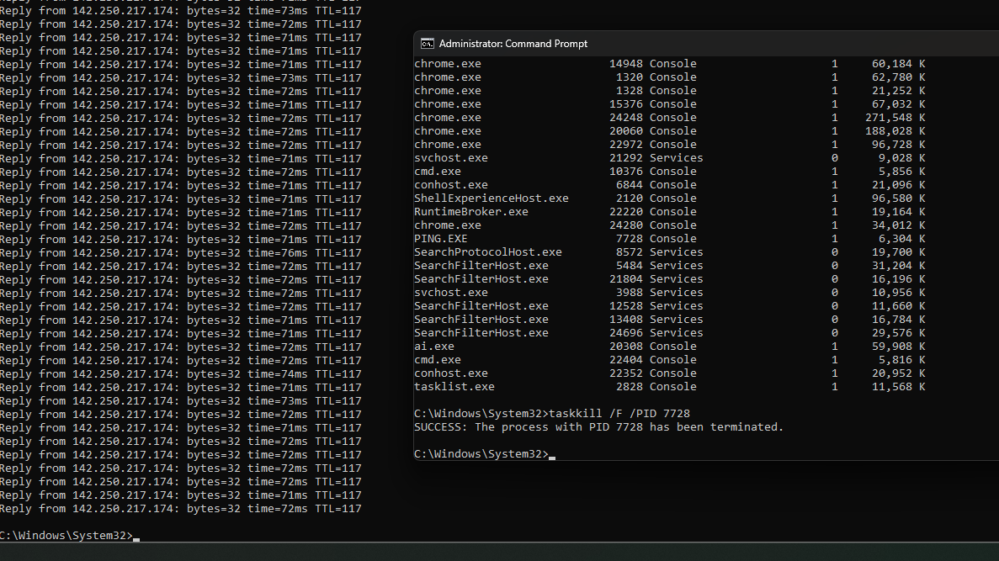 Reply from 142.250.217.174: bytes=32 time=73ms TTL=117
Reply from 142.250.217.174: bytes=32 time=72ms TTL=117
Reply from 142.250.217.174: bytes=32 time=71ms TTL=117
Reply from 142.250.217.174: bytes=32 time=71ms TTL=117
Reply from 142.250.217.174: bytes=32 time=71ms TTL=117
Reply from 142.250.217.174: bytes=32 time=73ms TTL=117
Reply from 142.250.217.174: bytes=32 time=72ms TTL=117
Reply from 142.250.217.174: bytes=32 time=71ms TTL=117
Reply from 142.250.217.174: bytes=32 time=72ms TTL=117
Reply from 142.250.217.174: bytes=32 time=72ms TTL=117
Reply from 142.250.217.174: bytes=32 time=72ms TTL=117
Reply from 142.250.217.174: bytes=32 time=71ms TTL=117
Reply from 142.250.217.174: bytes=32 time=72ms TTL=117
Reply from 142.250.217.174: bytes=32 time=71ms TTL=117
Reply from 142.250.217.174: bytes=32 time=71ms TTL=117
Reply from 142.250.217.174: bytes=32 time=71ms TTL=117
Reply from 142.250.217.174: bytes=32 time=72ms TTL=117
Reply from 142.250.217.174: bytes=32 time=71ms TTL=117
Reply from 142.250.217.174: bytes=32 time=76ms TTL=117
Reply from 142.250.217.174: bytes=32 time=71ms TTL=117
Reply from 142.250.217.174: bytes=32 time=72ms TTL=117
Reply from 142.250.217.174: bytes=32 time=72ms TTL=117
Reply from 142.250.217.174: bytes=32 time=72ms TTL=117
Reply from 142.250.217.174: bytes=32 time=71ms TTL=117
Reply from 142.250.217.174: bytes=32 time=71ms TTL=117
Reply from 142.250.217.174: bytes=32 time=72ms TTL=117
Reply from 142.250.217.174: bytes=32 time=72ms TTL=117
Reply from 142.250.217.174: bytes=32 time=74ms TTL=117
Reply from 142.250.217.174: bytes=32 time=71ms TTL=117
Reply from 142.250.217.174: bytes=32 time=73ms TTL=117
Reply from 142.250.217.174: bytes=32 time=72ms TTL=117
Reply from 142.250.217.174: bytes=32 time=71ms TTL=117
Reply from 142.250.217.174: bytes=32 time=72ms TTL=117
Reply from 142.250.217.174: bytes=32 time=72ms TTL=117
Reply from 142.250.217.174: bytes=32 time=72ms TTL=117
Reply from 142.250.217.174: bytes=32 time=72ms TTL=117
Reply from 142.250.217.174: bytes=32 time=71ms TTL=117
Reply from 142.250.217.174: bytes=32 time=72ms TTL=117
C:\Windows\System32>
Administrator: Command Prompt
chrome.exe 14948 Console 1 60,184 K
chrome.exe 1320 Console 1 62,780 K
chrome.exe 1328 Console 1 21,252 K
chrome.exe 15376 Console 1 67,032 K
chrome.exe 24248 Console 1 271,548 K
chrome.exe 20060 Console 1 188,028 K
chrome.exe 22972 Console 1 96,728 K
svchost.exe 21292 Services 0 9,028 K
cmd.exe 10376 Console 1 5,856 K
conhost.exe 6844 Console 1 21,096 K
ShellExperienceHost.exe 2120 Console 1 96,580 K
RuntimeBroker.exe 22220 Console 1 19,164 K
chrome.exe 24280 Console 1 34,012 K
PING.EXE 7728 Console 1 6,304 K
SearchProtocolHost.exe 8572 Services 0 19,700 K
SearchFilterHost.exe 5484 Services 0 31,204 K
SearchFilterHost.exe 21804 Services 0 16,196 K
svchost.exe 3988 Services 0 10,956 K
SearchFilterHost.exe 12528 Services 0 11,660 K
SearchFilterHost.exe 13408 Services 0 16,784 K
SearchFilterHost.exe 24696 Services 0 29,576 K
ai.exe 20308 Console 1 59,908 K
cmd.exe 22404 Console 1 5,816 K
conhost.exe 22352 Console 1 20,952 K
tasklist.exe 2828 Console 1 11,568 K
C:\Windows\System32>taskkill /F /PID 7728
SUCCESS: The process with PID 7728 has been terminated.
C:\Windows\System32>